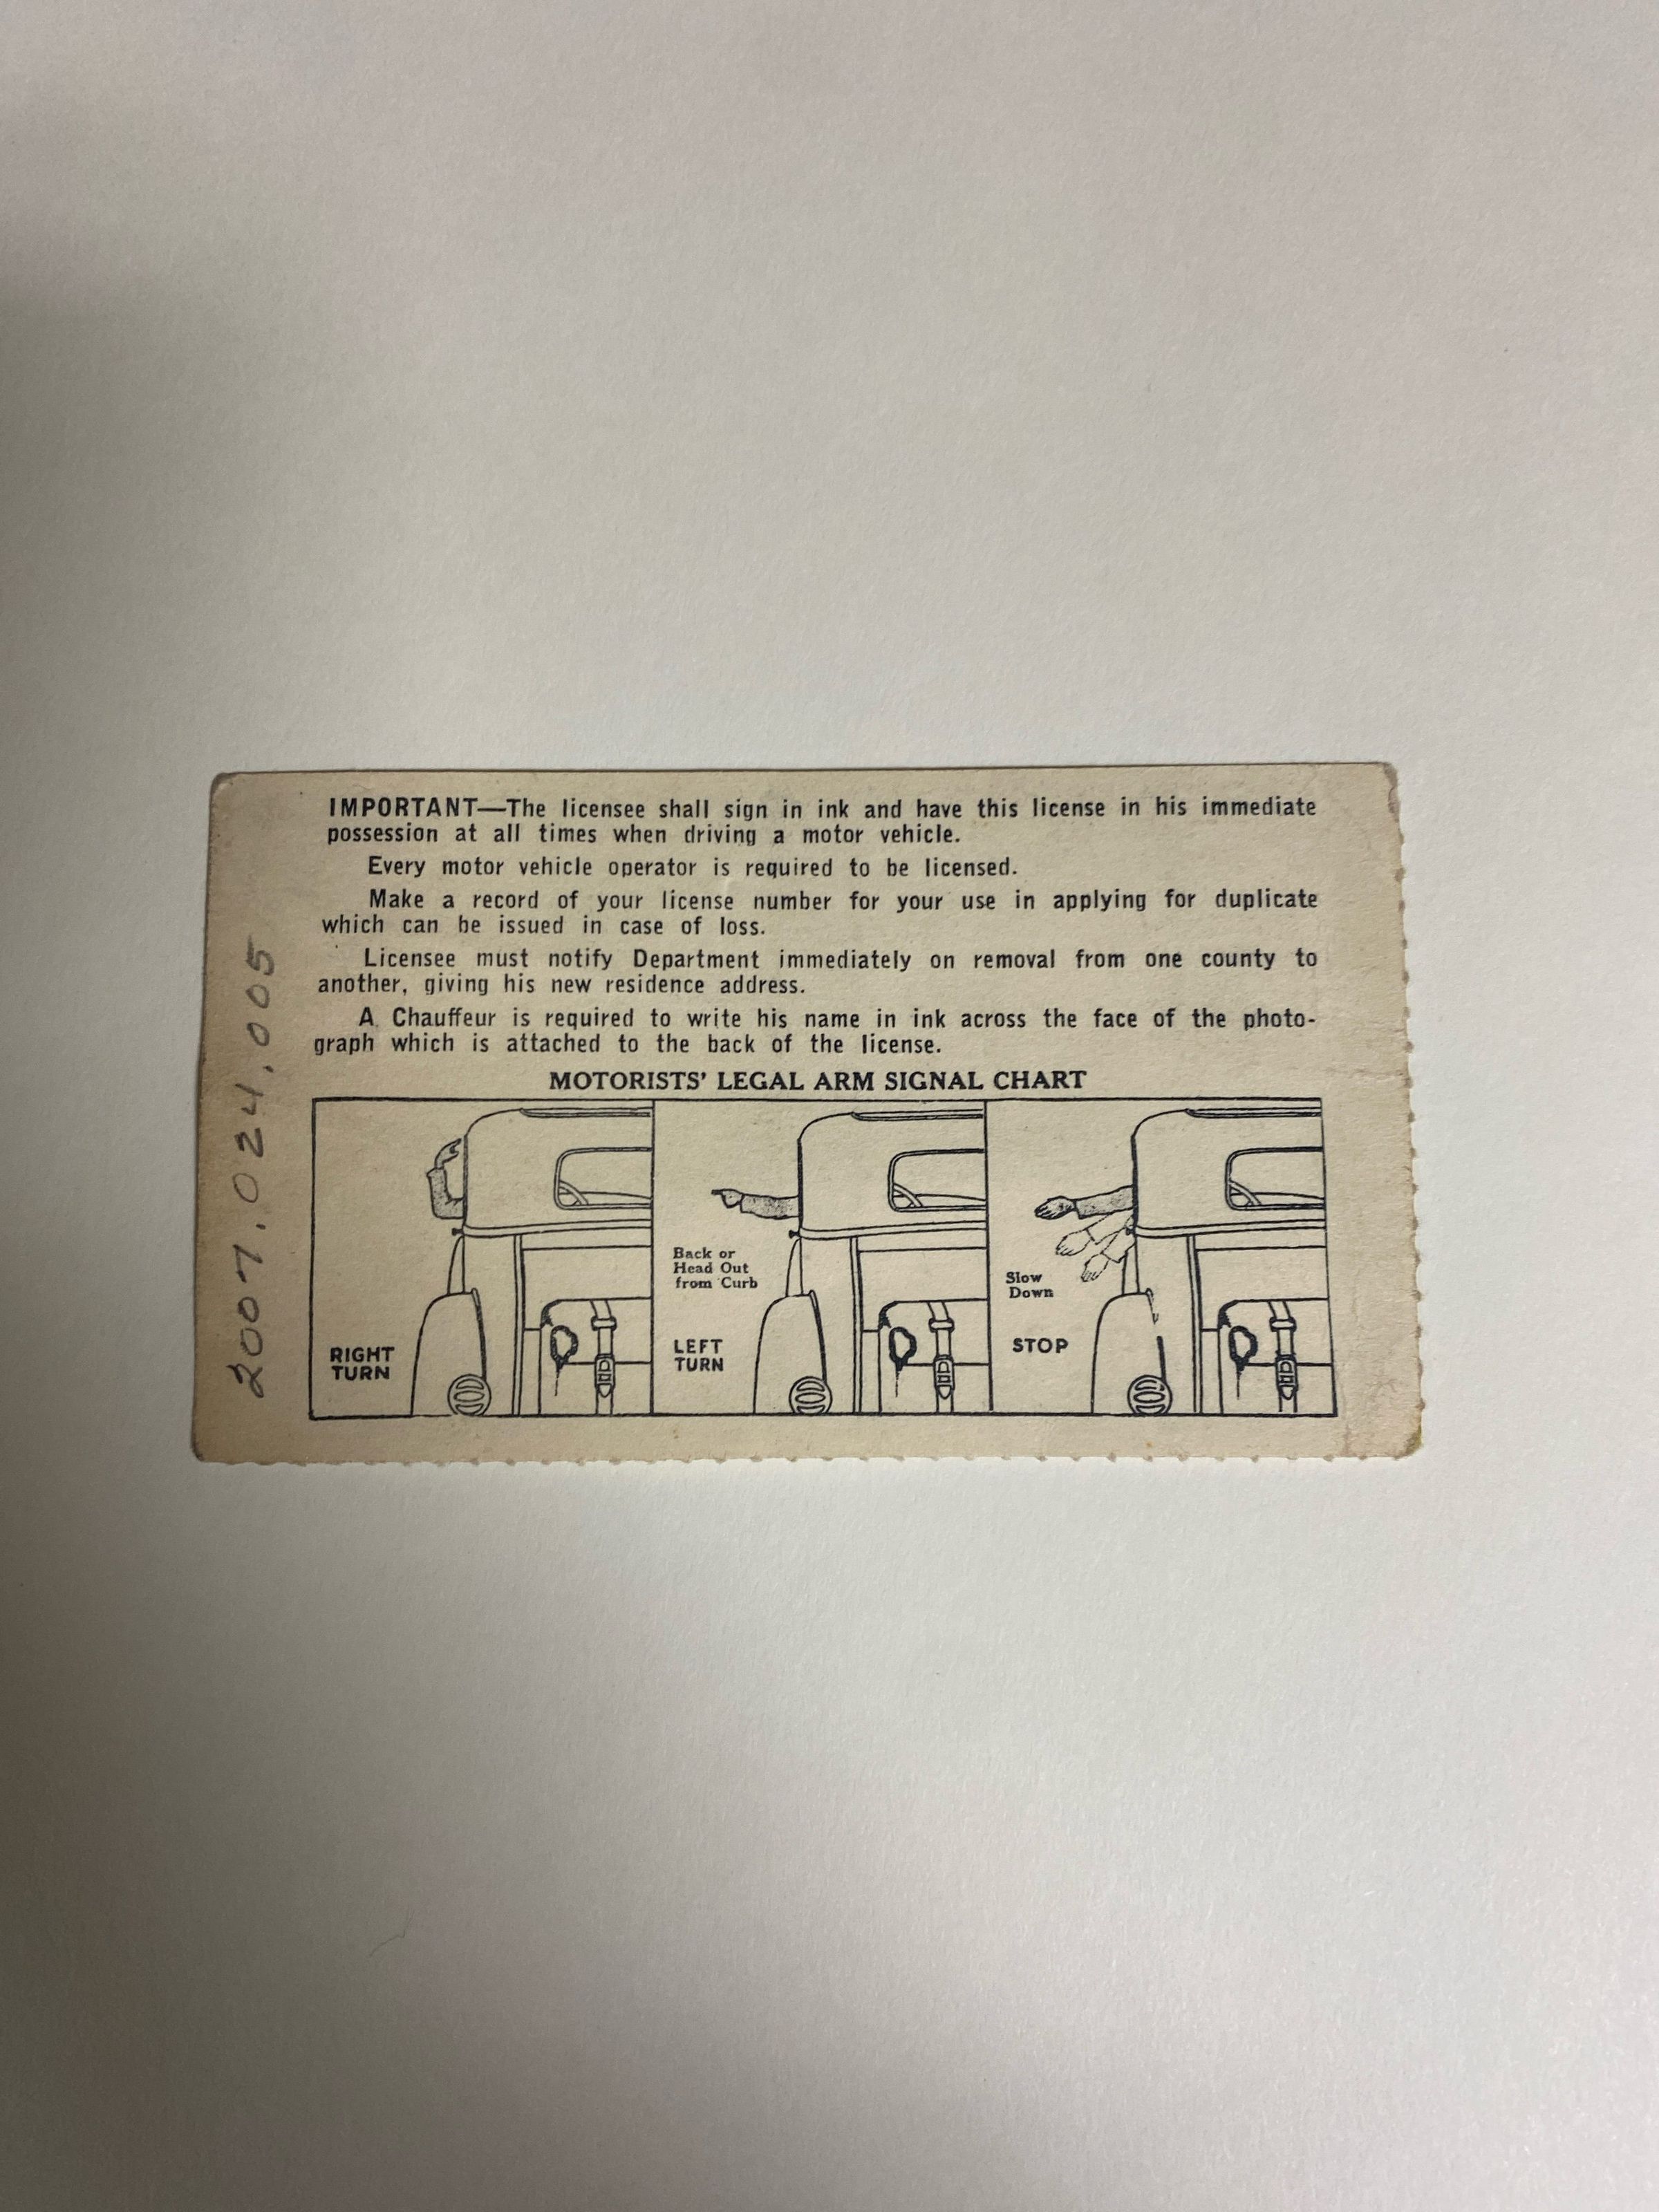 IMPORTANT—The licensee shall sign in ink and have this license in his immediate
possession at all times when driving a motor vehicle.
Every motor vehicle operator is required to be licensed.
Make a record of your license number for your use in applying for duplicate
which can be issued in case of loss.
Licensee must notify Department immediately on removal from one county to
another, giving his new residence address.
A Chauffeur is required to write his name in ink across the face of the photo-
graph which is attached to the back of the license.
MOTORISTS' LEGAL ARM SIGNAL CHART
RIGHT
TURN
Back or
Head Out
from Curb
LEFT
TURN
Slow
Down
STOP
2007.024.005